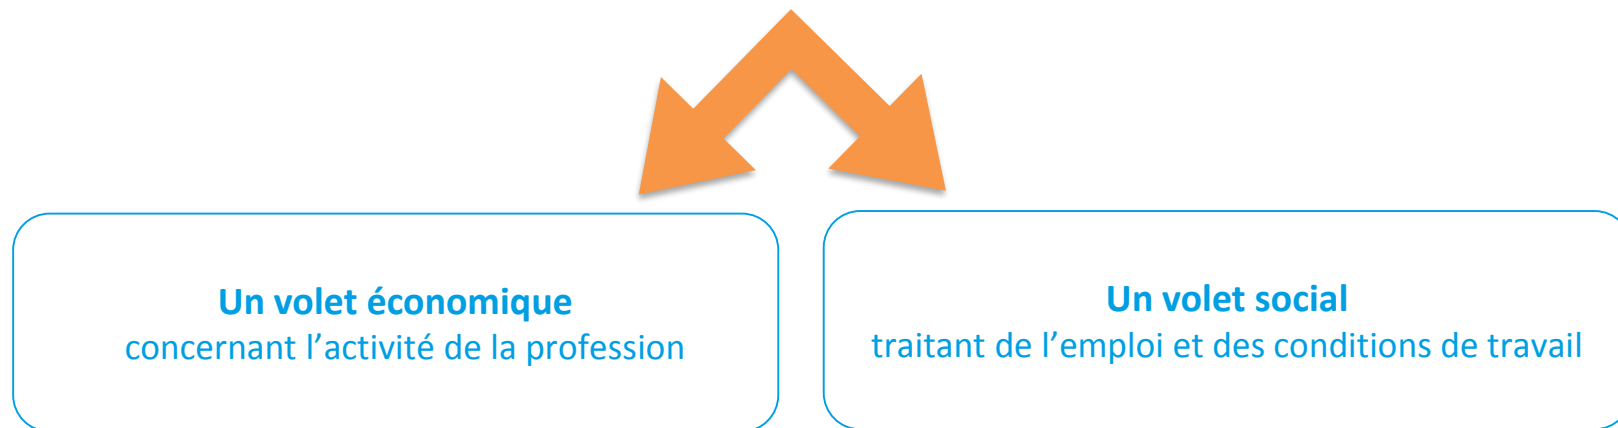 Un volet économique
concernant l’activité de la profession
Un volet social
traitant de l’emploi et des conditions de travail